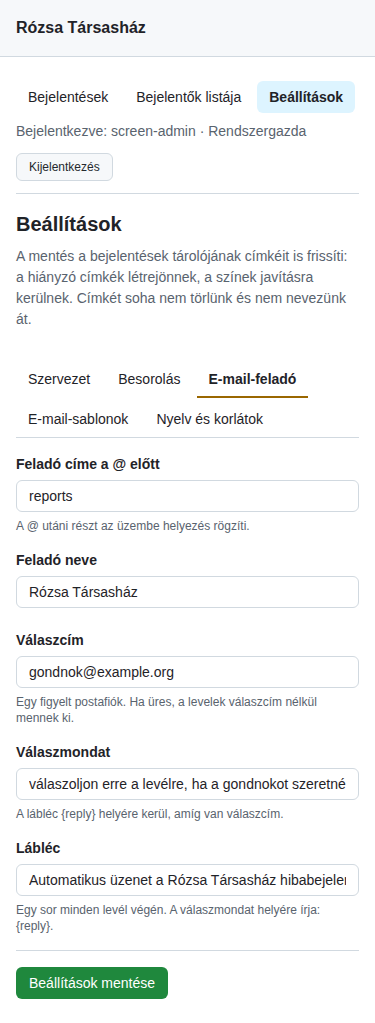 Rózsa Társasház
Bejelentések Bejelentők listája Beállítások
Bejelentkezve: screen-admin · Rendszergazda
Kijelentkezés
Beállítások
A mentés a bejelentések tárolójának címkéit is frissíti:
a hiányzó címkék létrejönnek, a színek javításra
kerülnek. Címkét soha nem törlünk és nem nevezünk
át.
Szervezet Besorolás E-mail-feladó
E-mail-sablonok Nyelv és korlátok
Feladó címe a @ előtt
reports
A @ utáni részt az üzembe helyezés rögzíti.
Feladó neve
Rózsa Társasház
Válaszcím
gondnok@example.org
Egy figyelt postafiók. Ha üres, a levelek válaszcím nélkül
mennek ki.
Válaszmondat
válaszoljon erre a levélre, ha a gondnokot szeretné
A lábléc {reply} helyére kerül, amíg van válaszcím.
Lábléc
Automatikus üzenet a Rózsa Társasház hibabejelen
Egy sor minden levél végén. A válaszmondat helyére írja:
{reply}.
Beállítások mentése